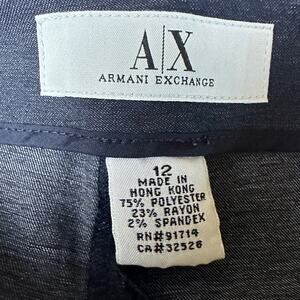 A|X
ARMANI EXCHANGE
12
MADE IN
HONG KONG
75% POLYESTER
23% RAYON
2% SPANDEX
RN#91714
CA#32526